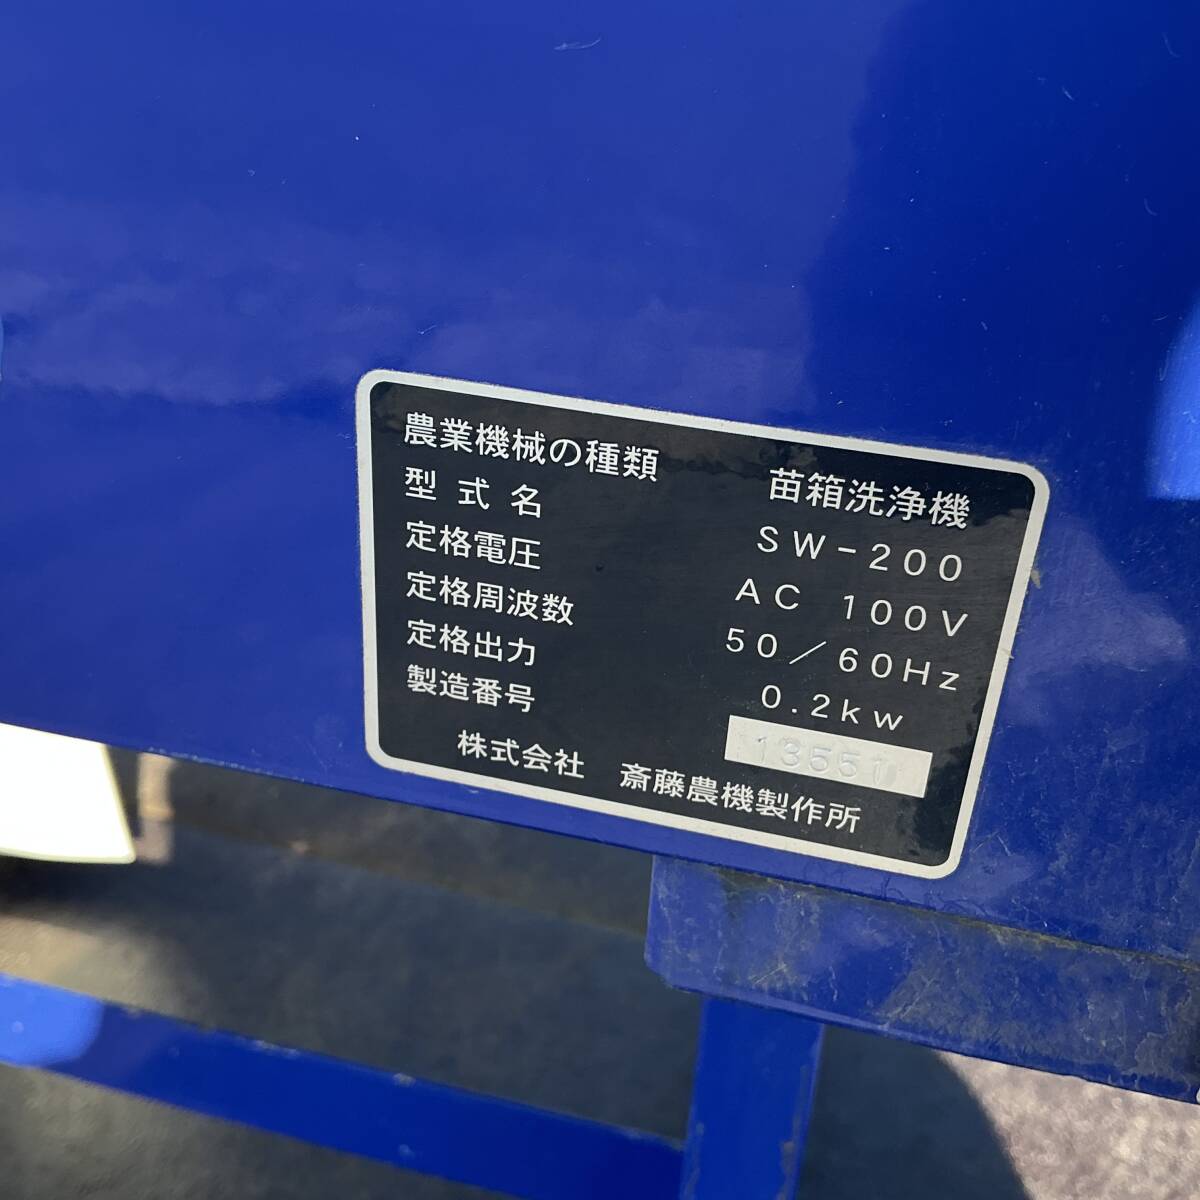 農業機械の種類 苗箱洗浄機
型式名 SW-200
定格電圧 AC 100V
定格周波数 50/60Hz
定格出力 0.2kw
製造番号 13551
株式会社 斎藤農機製作所